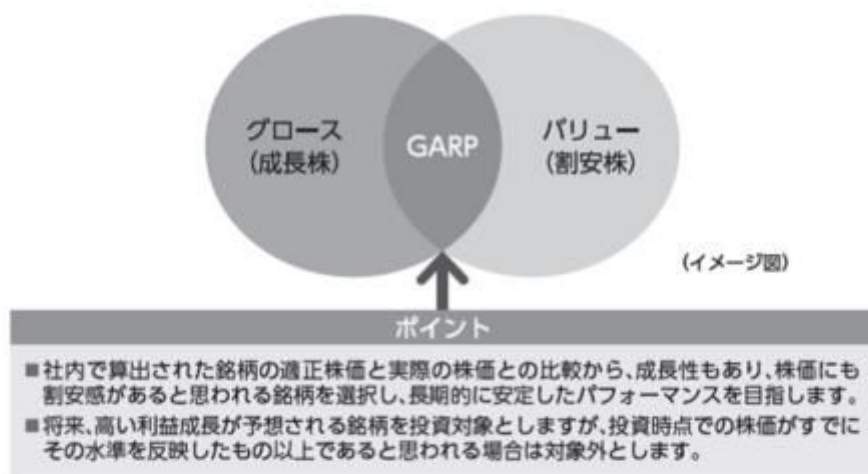 グロース
(成長株)
GARP
バリュー
(割安株)
(イメージ図)
ポイント
■社内で算出された銘柄の適正株価と実際の株価との比較から、成長性もあり、株価にも
割安感があると思われる銘柄を選択し、長期的に安定したパフォーマンスを目指します。
■将来、高い利益成長が予想される銘柄を投資対象としますが、投資時点での株価がすでに
その水準を反映したもの以上であると思われる場合は対象外とします。